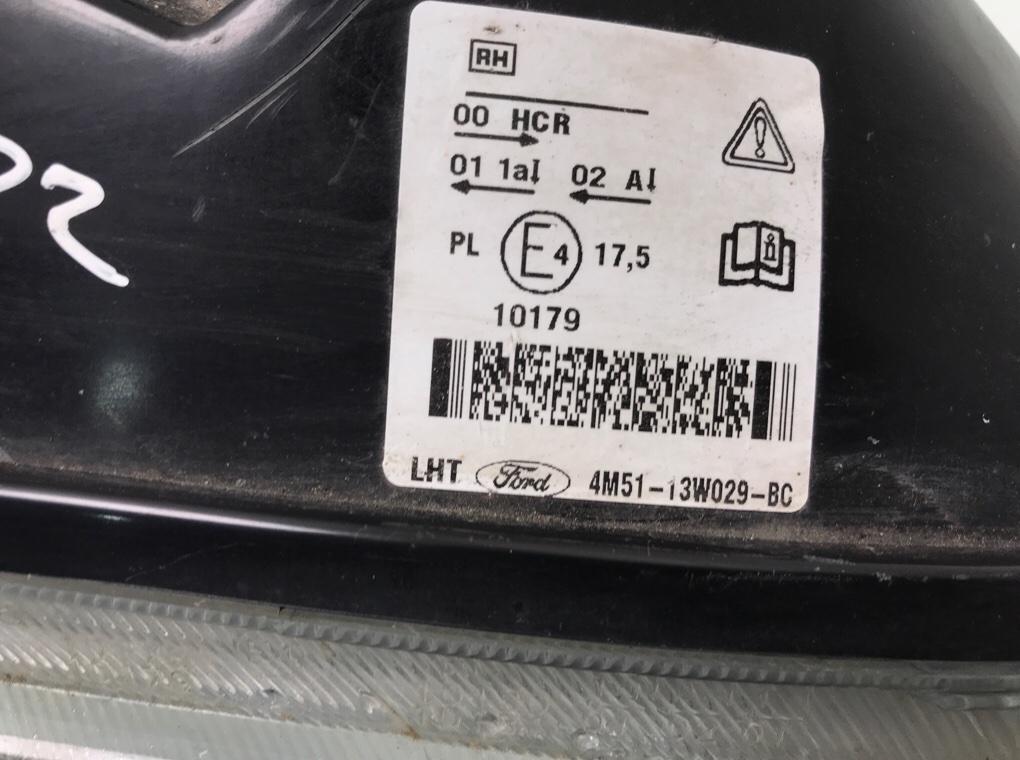 RH
00 HCR
01 1a 02 A
PL E4 17,5
10179
LHT Ford 4M51-13W029-BC